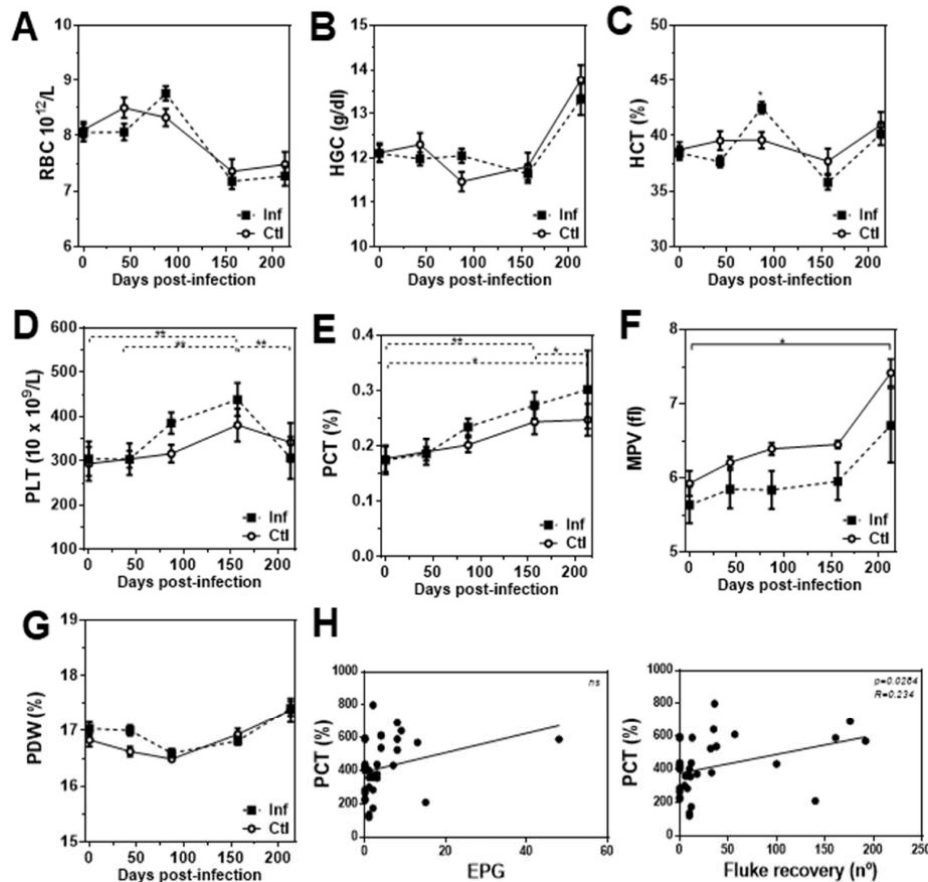 A
10
9
8
7
6
RBC 10¹²/L
0 50 100 150 200
Days post-infection
Inf
Ctl
B
15
14
13
12
11
10
HGC (g/dl)
0 50 100 150 200
Days post-infection
Inf
Ctl
C
50
45
40
35
30
HCT (%)
*
0 50 100 150 200
Days post-infection
Inf
Ctl
D
600
500
400
300
200
100
PLT (10 x 10⁹/L)
**
**
**
0 50 100 150 200
Days post-infection
Inf
Ctl
E
0.4
0.3
0.2
0.1
0.0
PCT (%)
**
*
*
0 50 100 150 200
Days post-infection
Inf
Ctl
F
8
7
6
5
MPV (fl)
*
0 50 100 150 200
Days post-infection
Inf
Ctl
G
19
18
17
16
15
PDW (%)
0 50 100 150 200
Days post-infection
Inf
Ctl
H
1000
800
600
400
200
0
PCT (%)
ns
0 20 40 60
EPG
1000
800
600
400
200
0
PCT (%)
p=0.0284
R=0.234
0 50 100 150 200 250
Fluke recovery (nº)